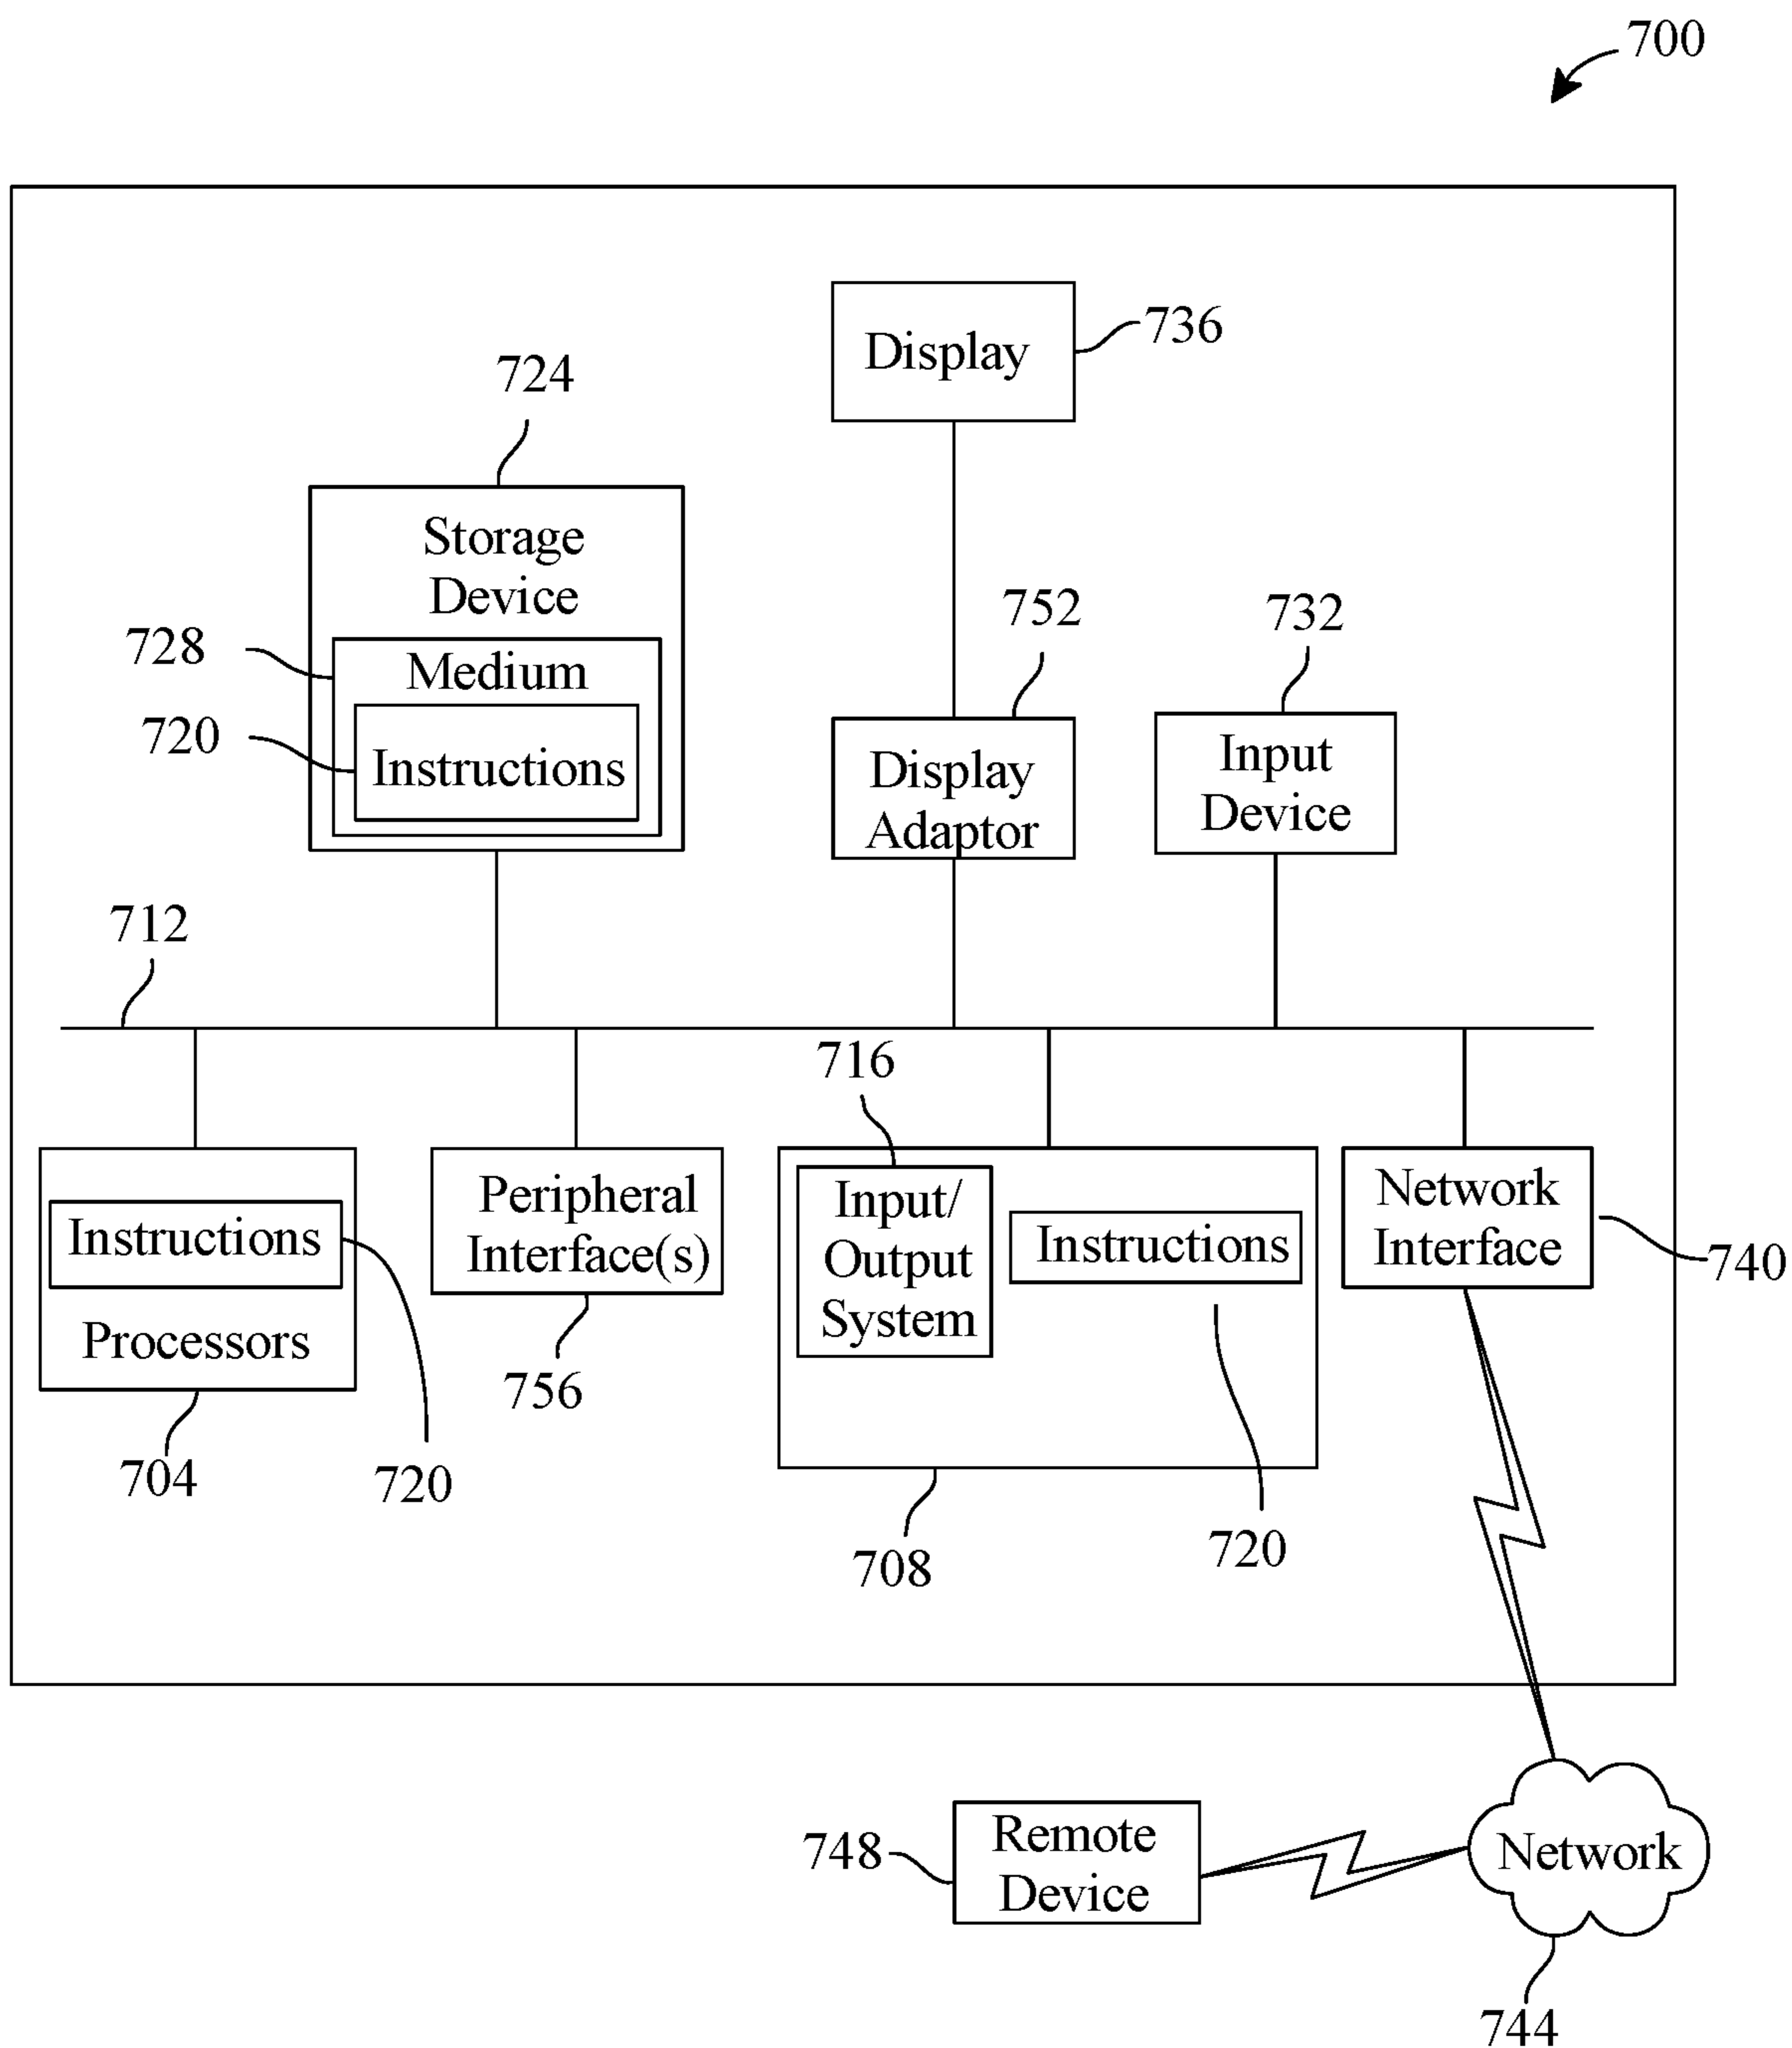 700
Display
736
724
Storage
Device
728
Medium
720
Instructions
752
Display
Adaptor
732
Input
Device
712
716
Instructions
Processors
704
720
Peripheral
Interface(s)
756
Input/
Output
System
Instructions
708
720
Network
Interface
740
748
Remote
Device
Network
744